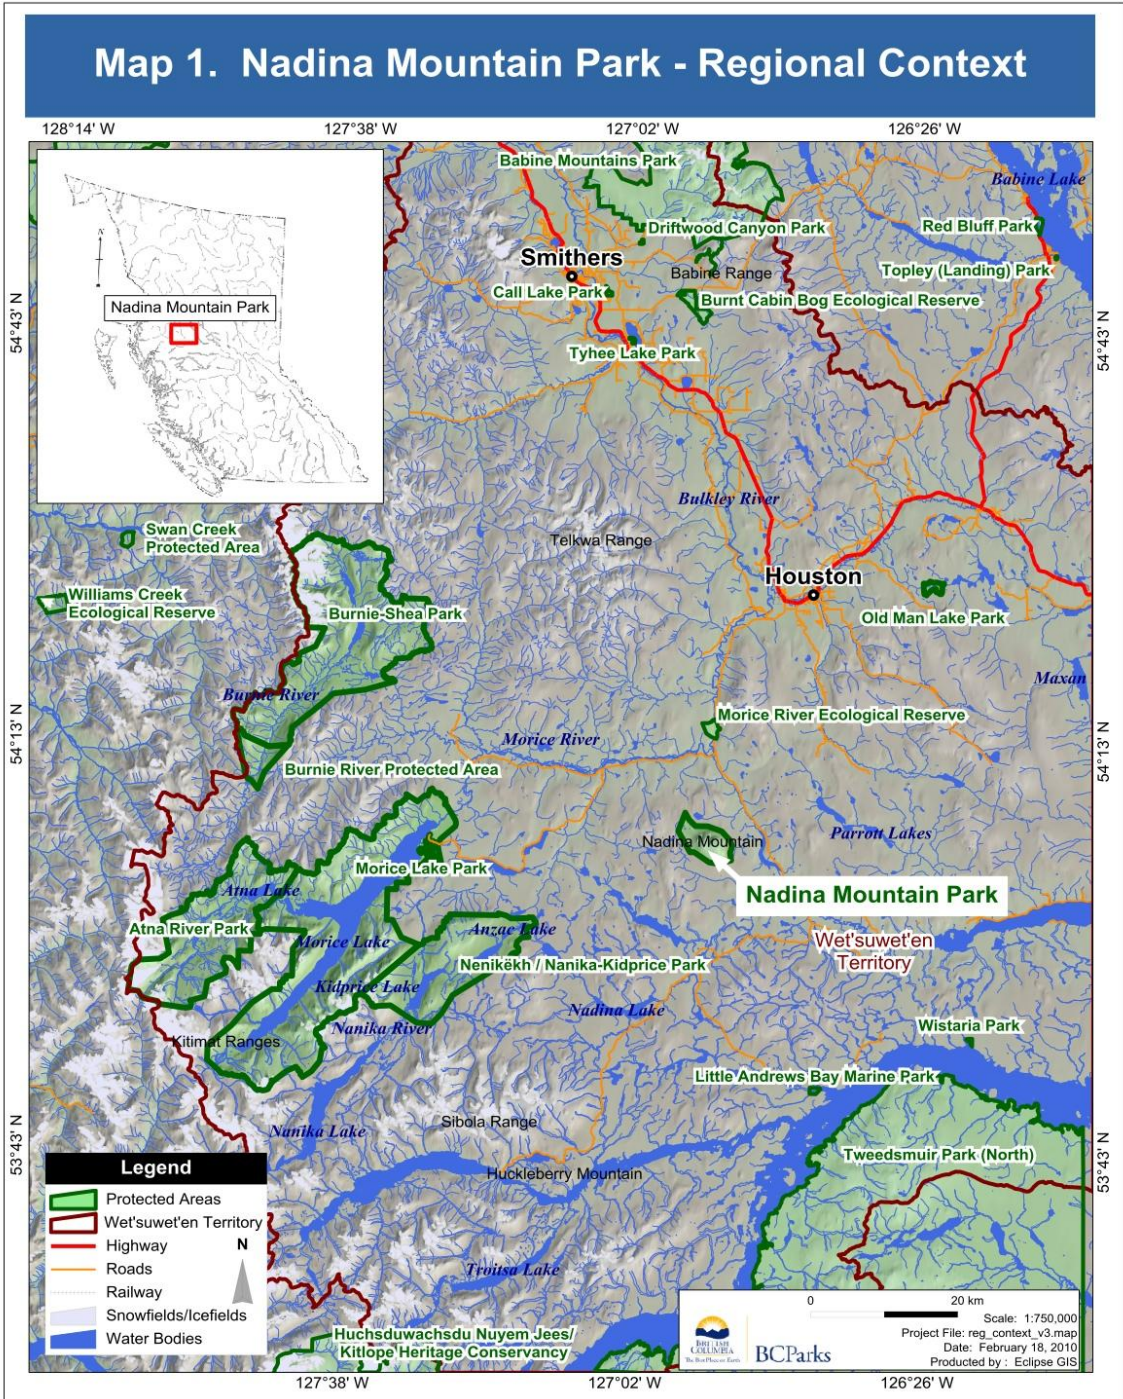 Map 1.  Nadina Mountain Park - Regional Context
128°14' W
127°38' W
127°02' W
126°26' W
Babine Mountains Park
Babine Lake
N
Driftwood Canyon Park
Red Bluff Park
Smithers
Topley (Landing) Park
Babine Range
Call Lake Park
Burnt Cabin Bog Ecological Reserve
Nadina Mountain Park
54°43' N
54°43' N
Tyhee Lake Park
Bulkley River
Swan Creek
Protected Area
Telkwa Range
Houston
Williams Creek
Ecological Reserve
Burnie-Shea Park
Old Man Lake Park
Maxan
Burnie River
Morice River Ecological Reserve
54°13' N
54°13' N
Morice River
Burnie River Protected Area
Parrott Lakes
Nadina Mountain
Morice Lake Park
Nadina Mountain Park
Atna Lake
Atna River Park
Anzac Lake
Morice Lake
Wet'suwet'en
Territory
Nenikëkh / Nanika-Kidprice Park
Kidprice Lake
Nadina Lake
Nanika River
Wistaria Park
Kitimat Ranges
Little Andrews Bay Marine Park
Sibola Range
Nanika Lake
53°43' N
53°43' N
Tweedsmuir Park (North)
Huckleberry Mountain
Legend
Protected Areas
Wet'suwet'en Territory
Highway
N
Roads
Railway
Snowfields/Icefields
Water Bodies
Troitsa Lake
Huchsduwachsdu Nuyem Jees/
Kitlope Heritage Conservancy
0
20 km
Scale:  1:750,000
Project File: reg_context_v3.map
Date:  February 18, 2010
Produced by :  Eclipse GIS
BRITISH
COLUMBIA
The Best Place on Earth
BCParks
127°38' W
127°02' W
126°26' W